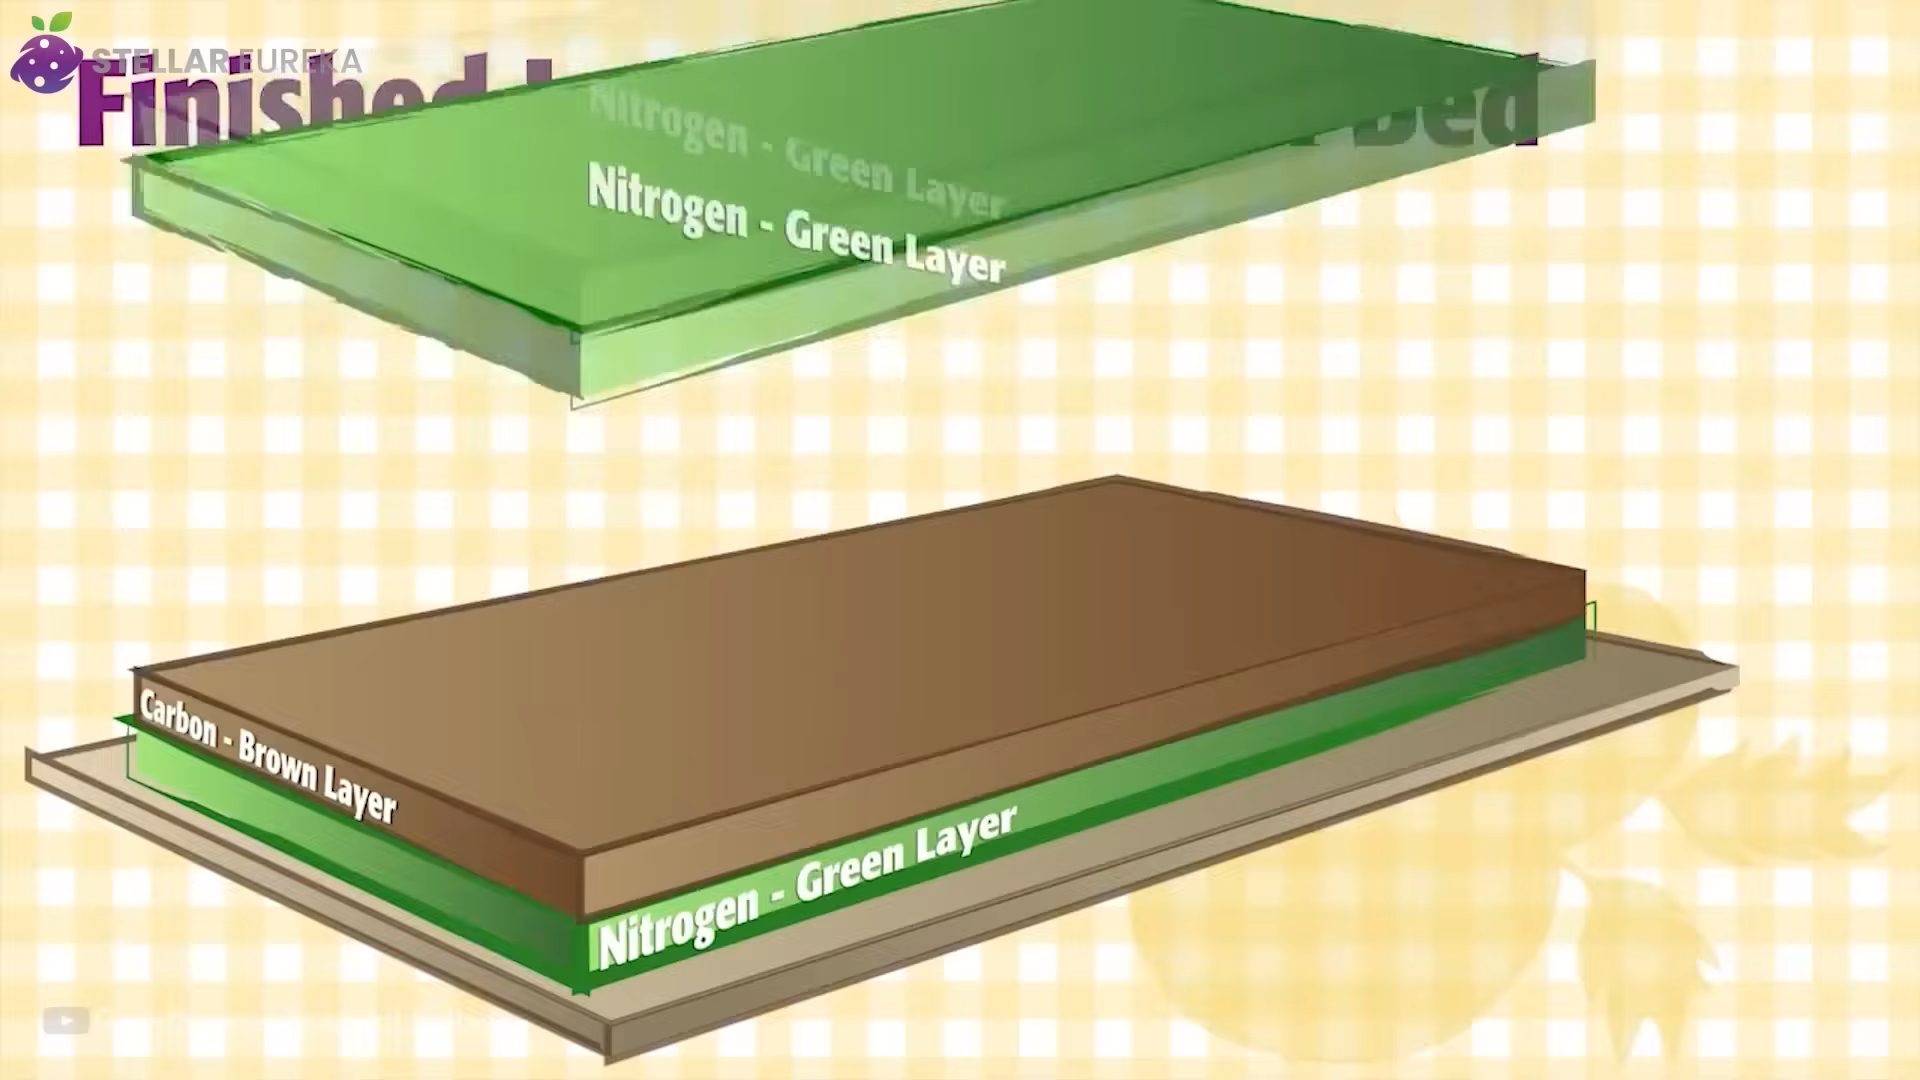 STELLAR EUREKA
Finished
Bed
Nitrogen - Green Layer
Nitrogen - Green Layer
Carbon - Brown Layer
Nitrogen - Green Layer